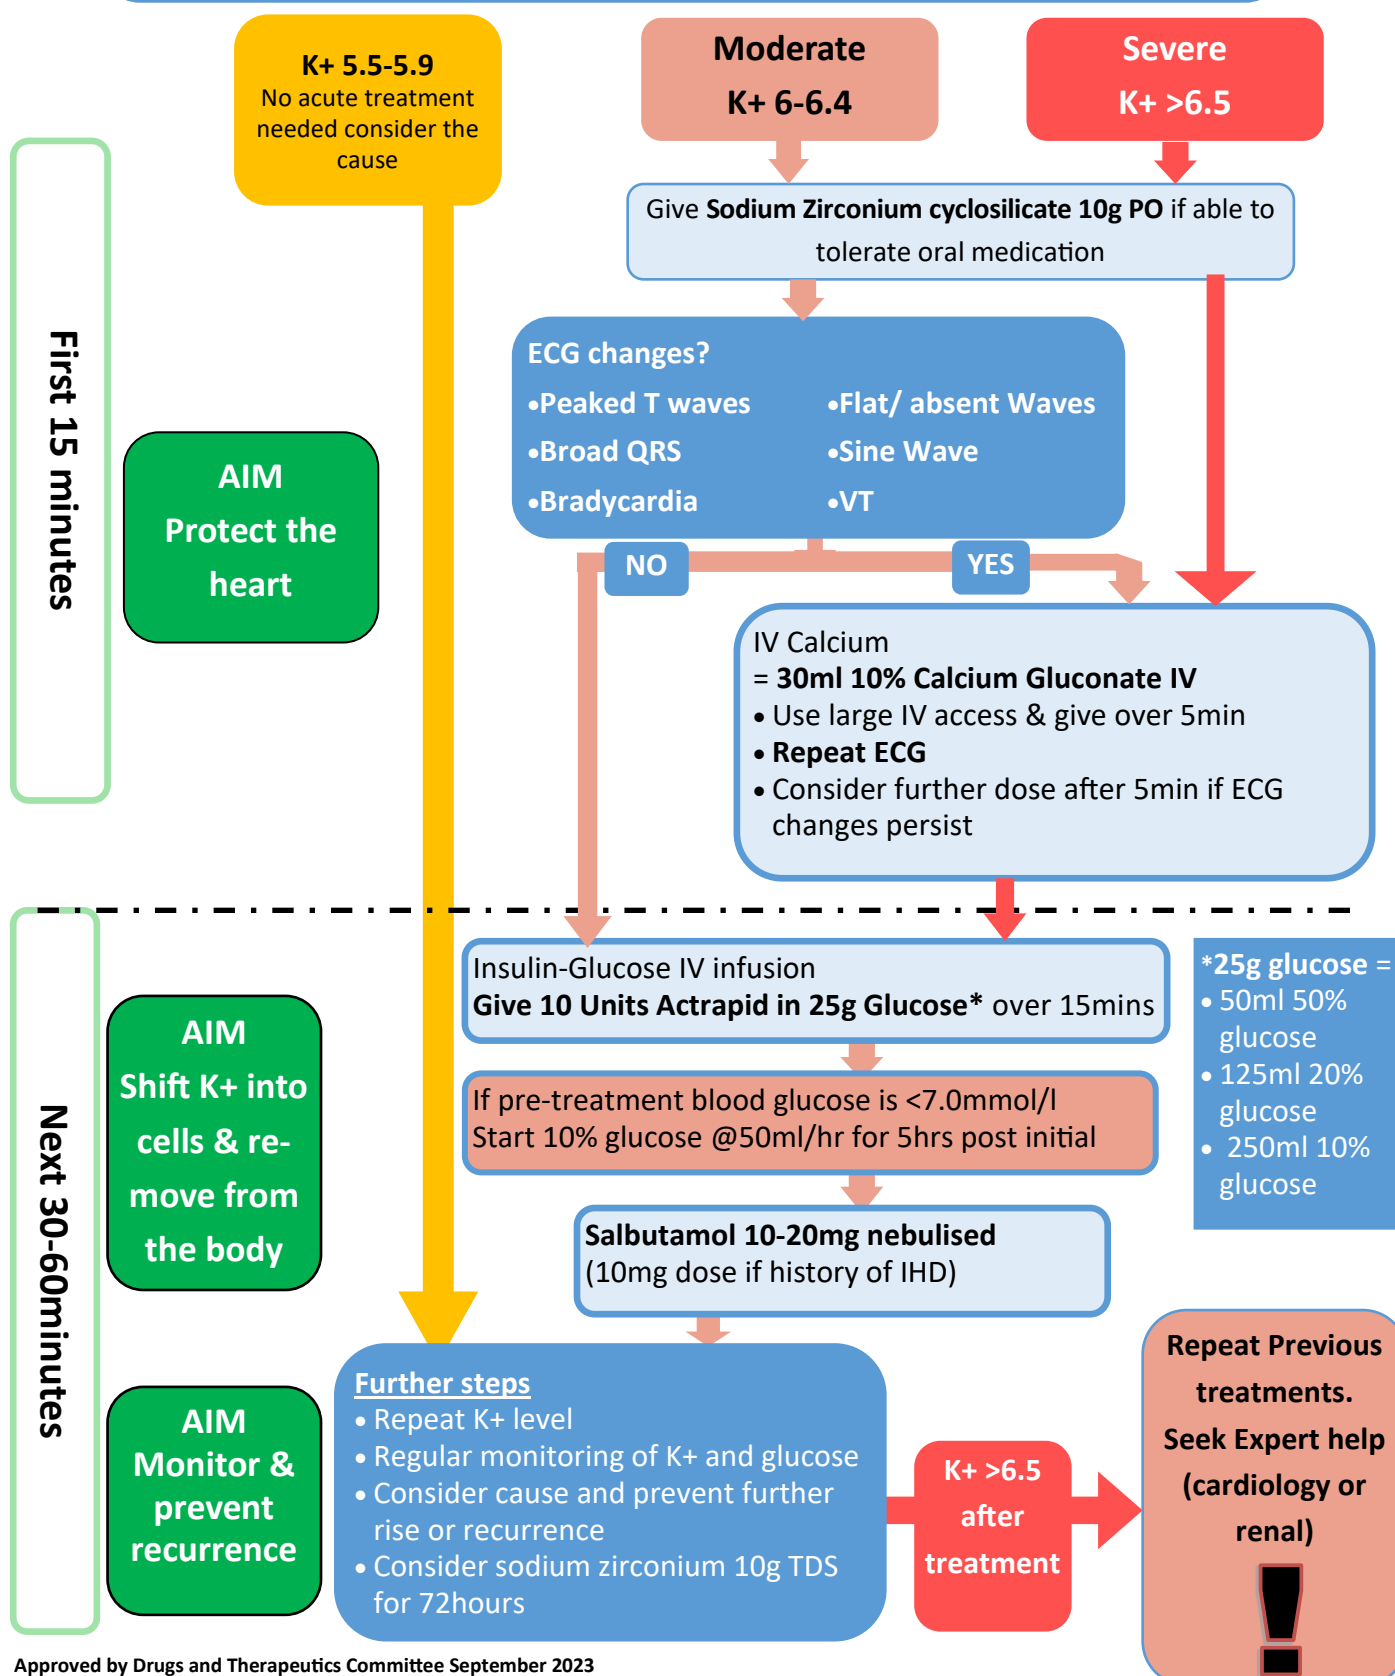 K+ 5.5-5.9
No acute treatment
needed consider the
cause
Moderate
K+ 6-6.4
Severe
K+ >6.5
First 15 minutes
Give Sodium Zirconium cyclosilicate 10g PO if able to
tolerate oral medication
ECG changes?
•Peaked T waves
•Broad QRS
•Bradycardia
•Flat/ absent Waves
•Sine Wave
•VT
AIM
Protect the
heart
NO
YES
IV Calcium
= 30ml 10% Calcium Gluconate IV
• Use large IV access & give over 5min
• Repeat ECG
• Consider further dose after 5min if ECG
changes persist
Next 30-60minutes
AIM
Shift K+ into
cells & re-
move from
the body
Insulin-Glucose IV infusion
Give 10 Units Actrapid in 25g Glucose* over 15mins
*25g glucose =
• 50ml 50%
glucose
• 125ml 20%
glucose
• 250ml 10%
glucose
If pre-treatment blood glucose is <7.0mmol/l
Start 10% glucose @50ml/hr for 5hrs post initial
Salbutamol 10-20mg nebulised
(10mg dose if history of IHD)
AIM
Monitor &
prevent
recurrence
Further steps
• Repeat K+ level
• Regular monitoring of K+ and glucose
• Consider cause and prevent further
rise or recurrence
• Consider sodium zirconium 10g TDS
for 72hours
K+ >6.5
after
treatment
Repeat Previous
treatments.
Seek Expert help
(cardiology or
renal)
!
Approved by Drugs and Therapeutics Committee September 2023